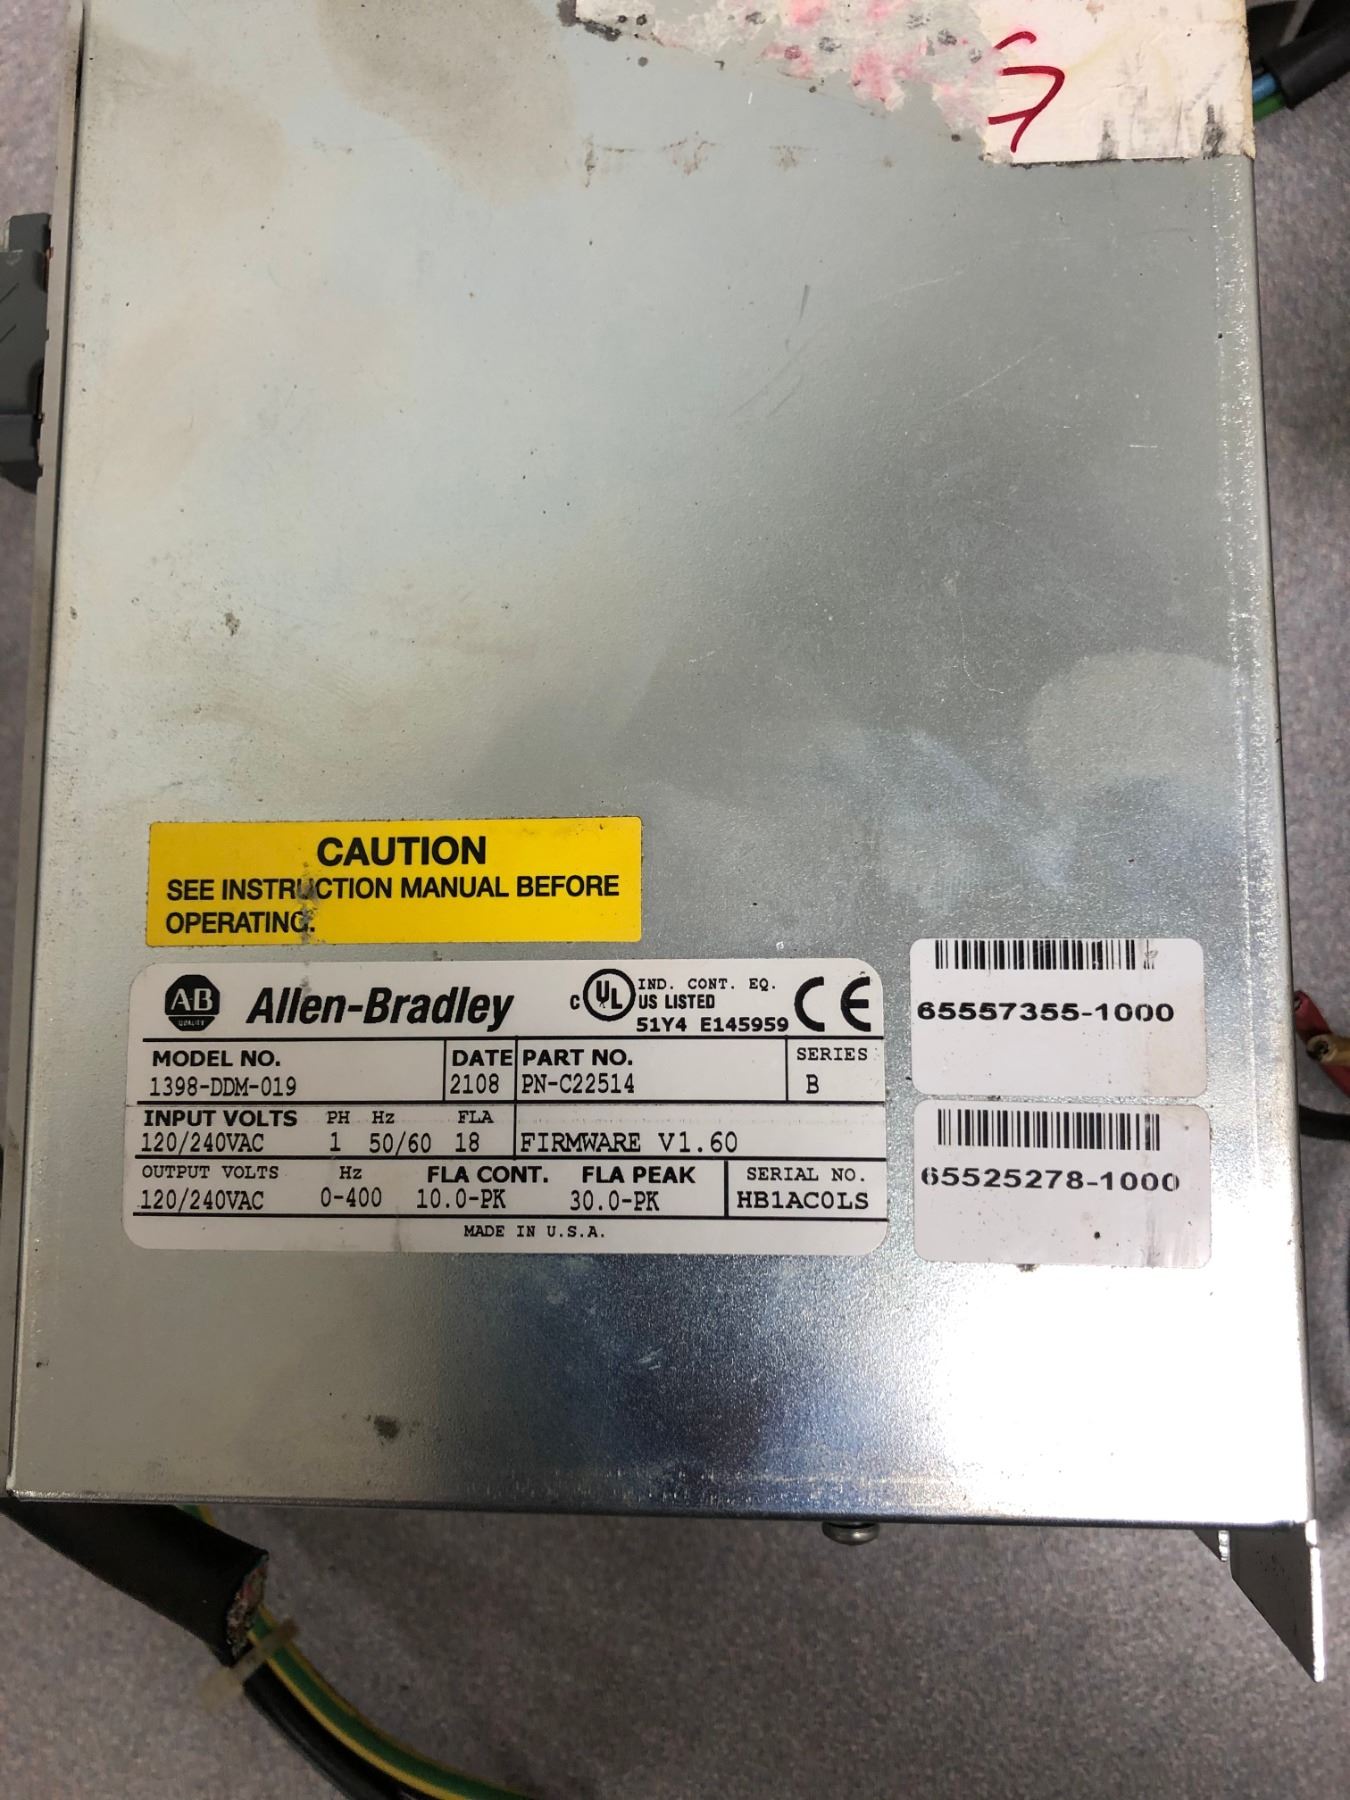 7
CAUTION
SEE INSTRUCTION MANUAL BEFORE
OPERATING.
AB
QUALITY
Allen-Bradley
C UL US LISTED
IND. CONT. EQ.
51Y4 E145959
CE
MODEL NO. DATE PART NO. SERIES
1398-DDM-019 2108 PN-C22514 B
INPUT VOLTS PH Hz FLA
120/240VAC 1 50/60 18 FIRMWARE V1.60
OUTPUT VOLTS Hz FLA CONT. FLA PEAK SERIAL NO.
120/240VAC 0-400 10.0-PK 30.0-PK HB1AC0LS
MADE IN U.S.A.
65557355-1000
65525278-1000